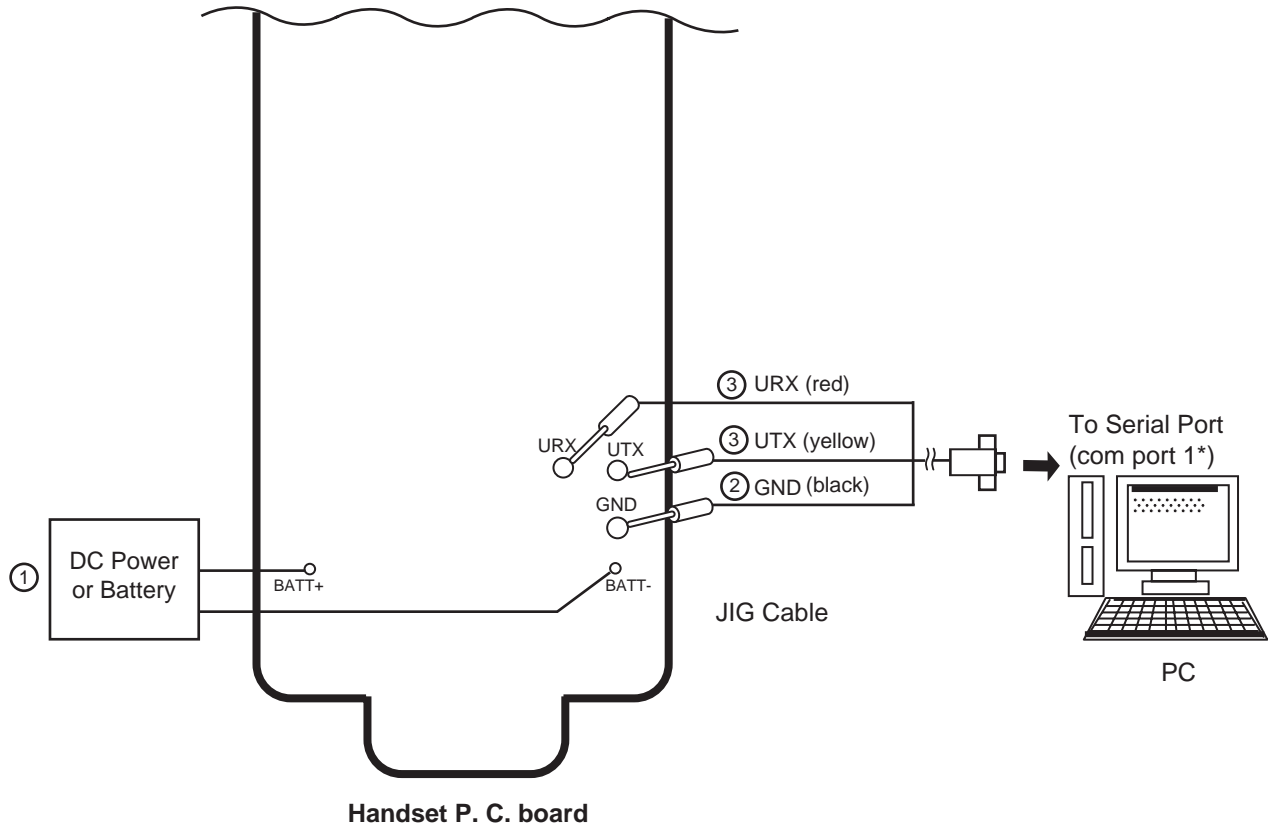 ③ URX (red)
To Serial Port
(com port 1*)
URX
UTX
③ UTX (yellow)
② GND (black)
GND
①
DC Power
or Battery
BATT+
BATT-
JIG Cable
PC
Handset P. C. board